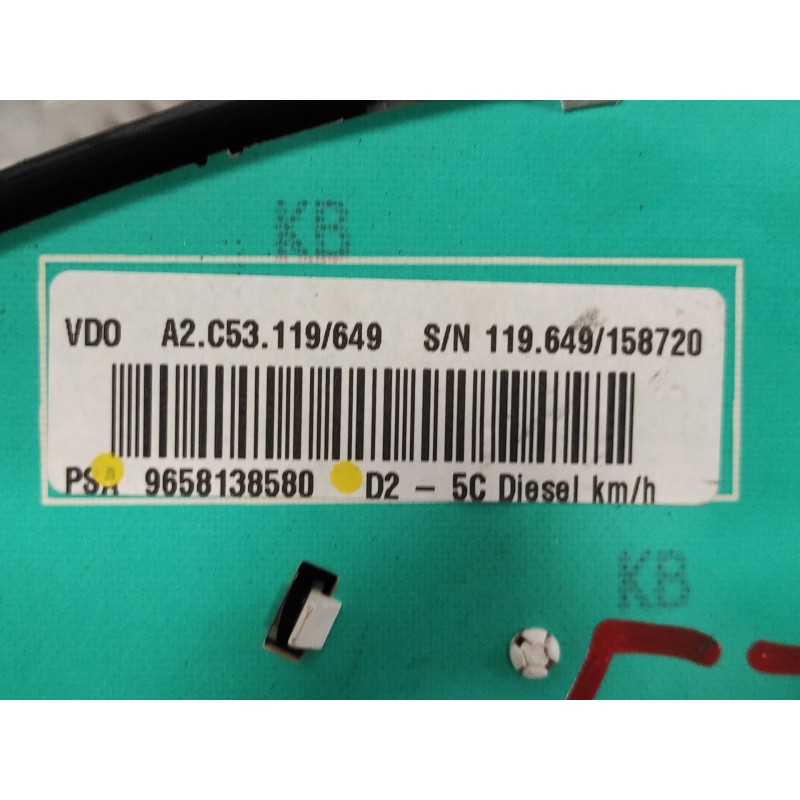 KB
VDO A2.C53.119/649 S/N 119.649/158720
PSA 9658138580 D2 - 5C Diesel km/h
KB